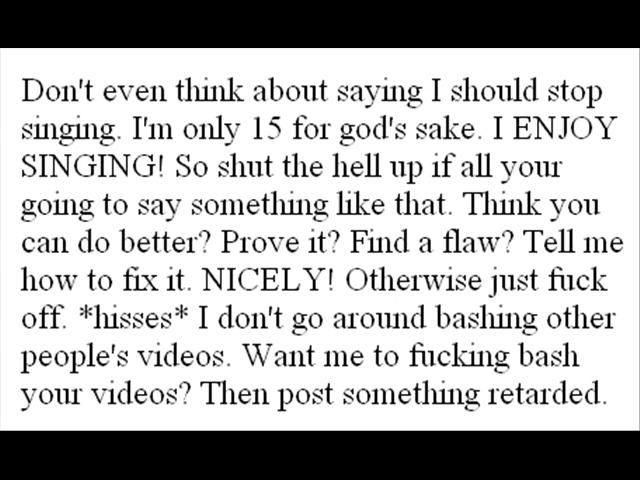 Don't even think about saying I should stop
singing. I'm only 15 for god's sake. I ENJOY
SINGING! So shut the hell up if all your
going to say something like that. Think you
can do better? Prove it? Find a flaw? Tell me
how to fix it. NICELY! Otherwise just fuck
off. *hisses* I don't go around bashing other
people's videos. Want me to fucking bash
your videos? Then post something retarded.